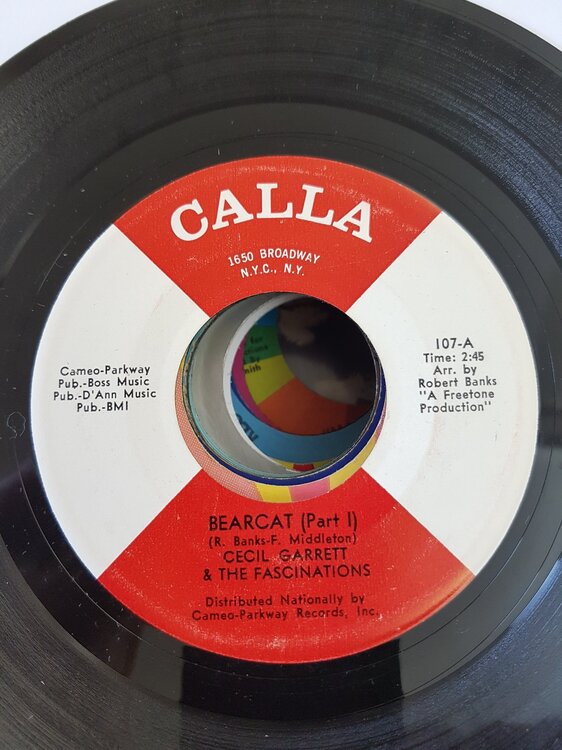 CALLA
1650 BROADWAY
N.Y.C., N.Y.
Cameo-Parkway
Pub.-Boss Music
Pub.-D'Ann Music
Pub.-BMI
107-A
Time: 2:45
Arr. by
Robert Banks
"A Freetone
Production"
BEARCAT (Part I)
(R. Banks-F. Middleton)
CECIL GARRETT
& THE FASCINATIONS
Distributed Nationally by
Cameo-Parkway Records, Inc.